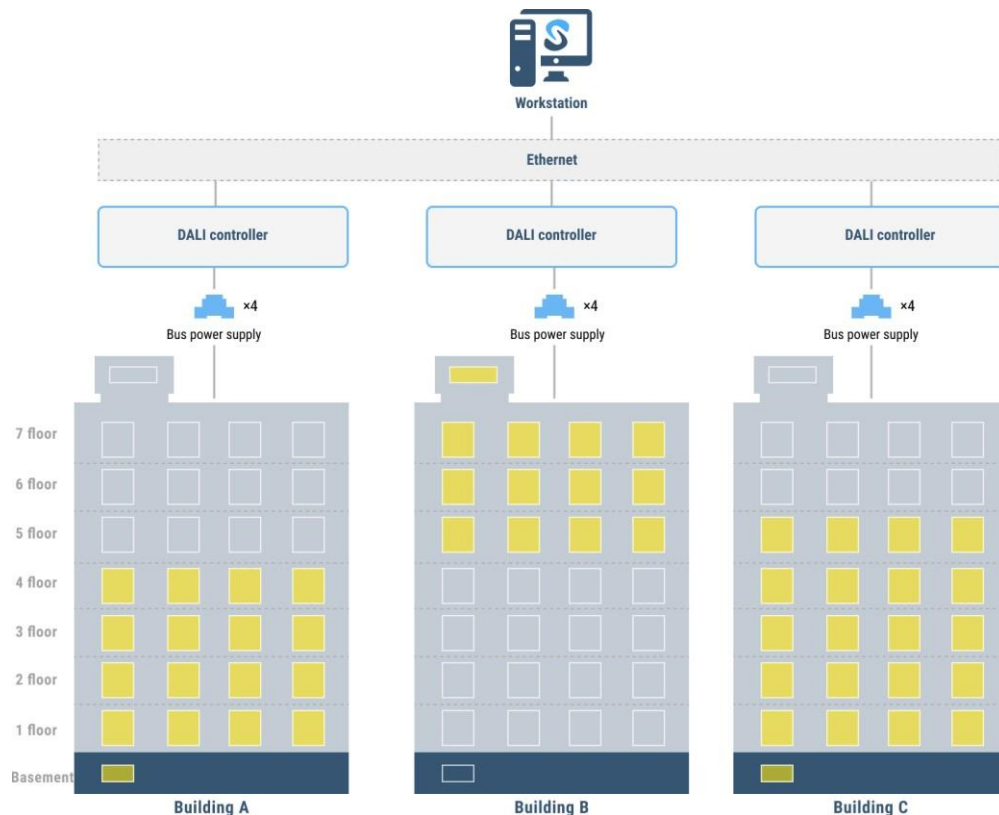 Workstation
Ethernet
DALI controller
DALI controller
DALI controller
×4
×4
×4
Bus power supply
Bus power supply
Bus power supply
7 floor
6 floor
5 floor
4 floor
3 floor
2 floor
1 floor
Basement
Building A
Building B
Building C